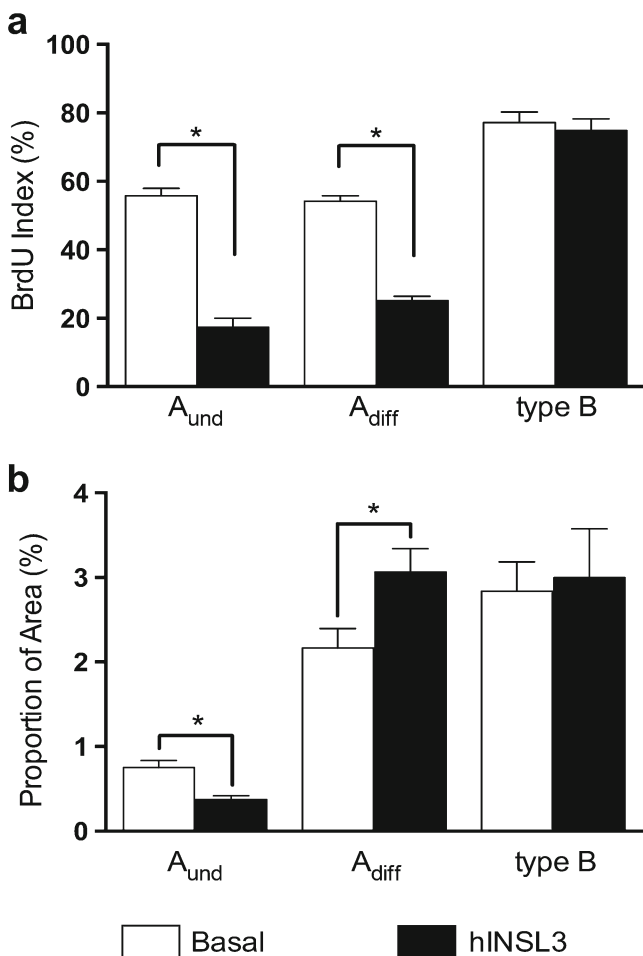 a
BrdU Index (%)
100
80
60
40
20
0
*
*
Aund
Adiff
type B
b
Proportion of Area (%)
4
3
2
1
0
*
*
Aund
Adiff
type B
Basal
hINSL3